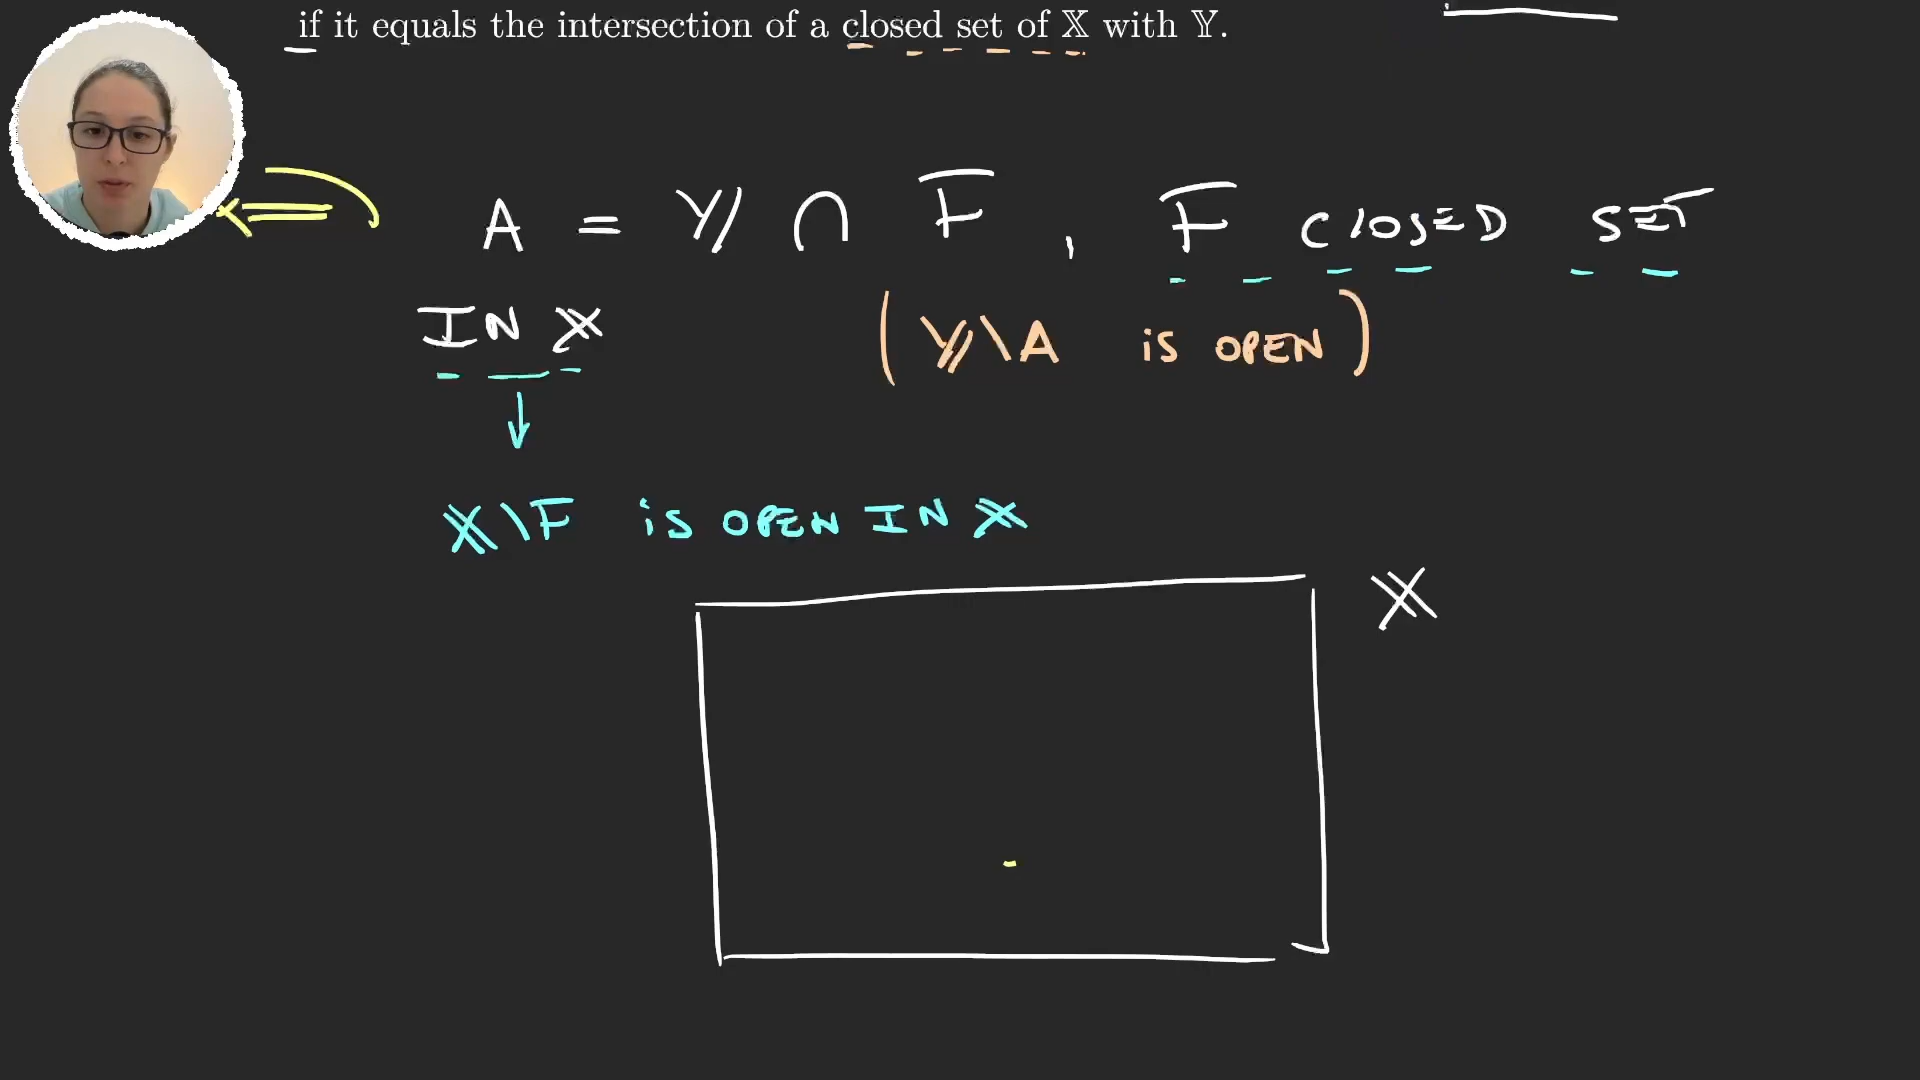 if it equals the intersection of a closed set of 𝕏 with 𝕐.
⇐ A = 𝕐 ∩ F, F CLOSED SET
IN 𝕏 (𝕐\A is OPEN)
↓
𝕏\F is OPEN IN 𝕏
𝕏